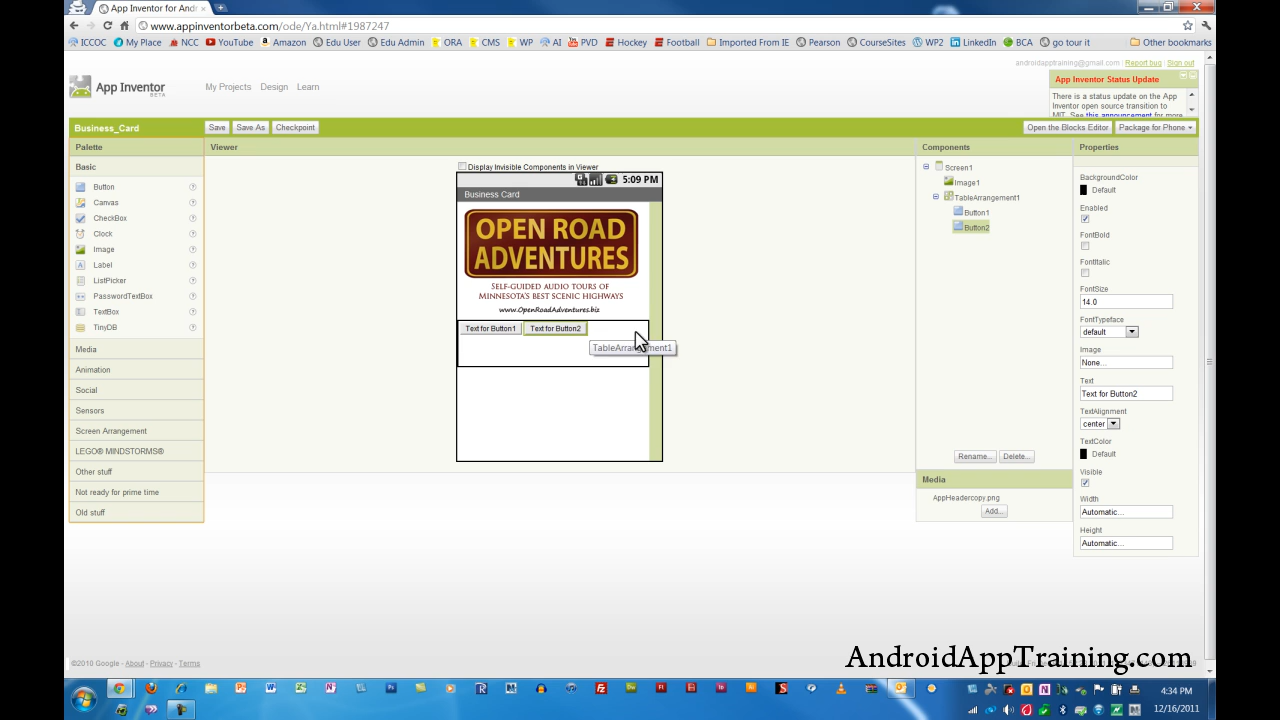 App Inventor for Android
www.appinventorbeta.com/ode/Ya.html#1987247
ICCOC My Place NCC YouTube Amazon Edu User Edu Admin ORA CMS WP AI PVD Hockey Football Imported From IE Pearson CourseSites WP2 LinkedIn BCA go tour it Other bookmarks
androidapptraining@gmail.com | Report bug | Sign out
App Inventor BETA
My Projects Design Learn
App Inventor Status Update
There is a status update on the App
Inventor open source transition to
MIT. See this announcement for more
Business_Card
Save Save As Checkpoint
Open the Blocks Editor Package for Phone
Palette
Basic
Button
Canvas
CheckBox
Clock
Image
Label
ListPicker
PasswordTextBox
TextBox
TinyDB
Media
Animation
Social
Sensors
Screen Arrangement
LEGO® MINDSTORMS®
Other stuff
Not ready for prime time
Old stuff
Viewer
Display Invisible Components in Viewer
5:09 PM
Business Card
OPEN ROAD
ADVENTURES
SELF-GUIDED AUDIO TOURS OF
MINNESOTA'S BEST SCENIC HIGHWAYS
www.OpenRoadAdventures.biz
Text for Button1 Text for Button2
TableArrangement1
Components
Screen1
Image1
TableArrangement1
Button1
Button2
Rename... Delete...
Media
AppHeadercopy.png
Add...
Properties
BackgroundColor
Default
Enabled
FontBold
FontItalic
FontSize
14.0
FontTypeface
default
Image
None...
Text
Text for Button2
TextAlignment
center
TextColor
Default
Visible
Width
Automatic...
Height
Automatic...
©2010 Google - About - Privacy - Terms
AndroidAppTraining.com
4:34 PM
12/16/2011